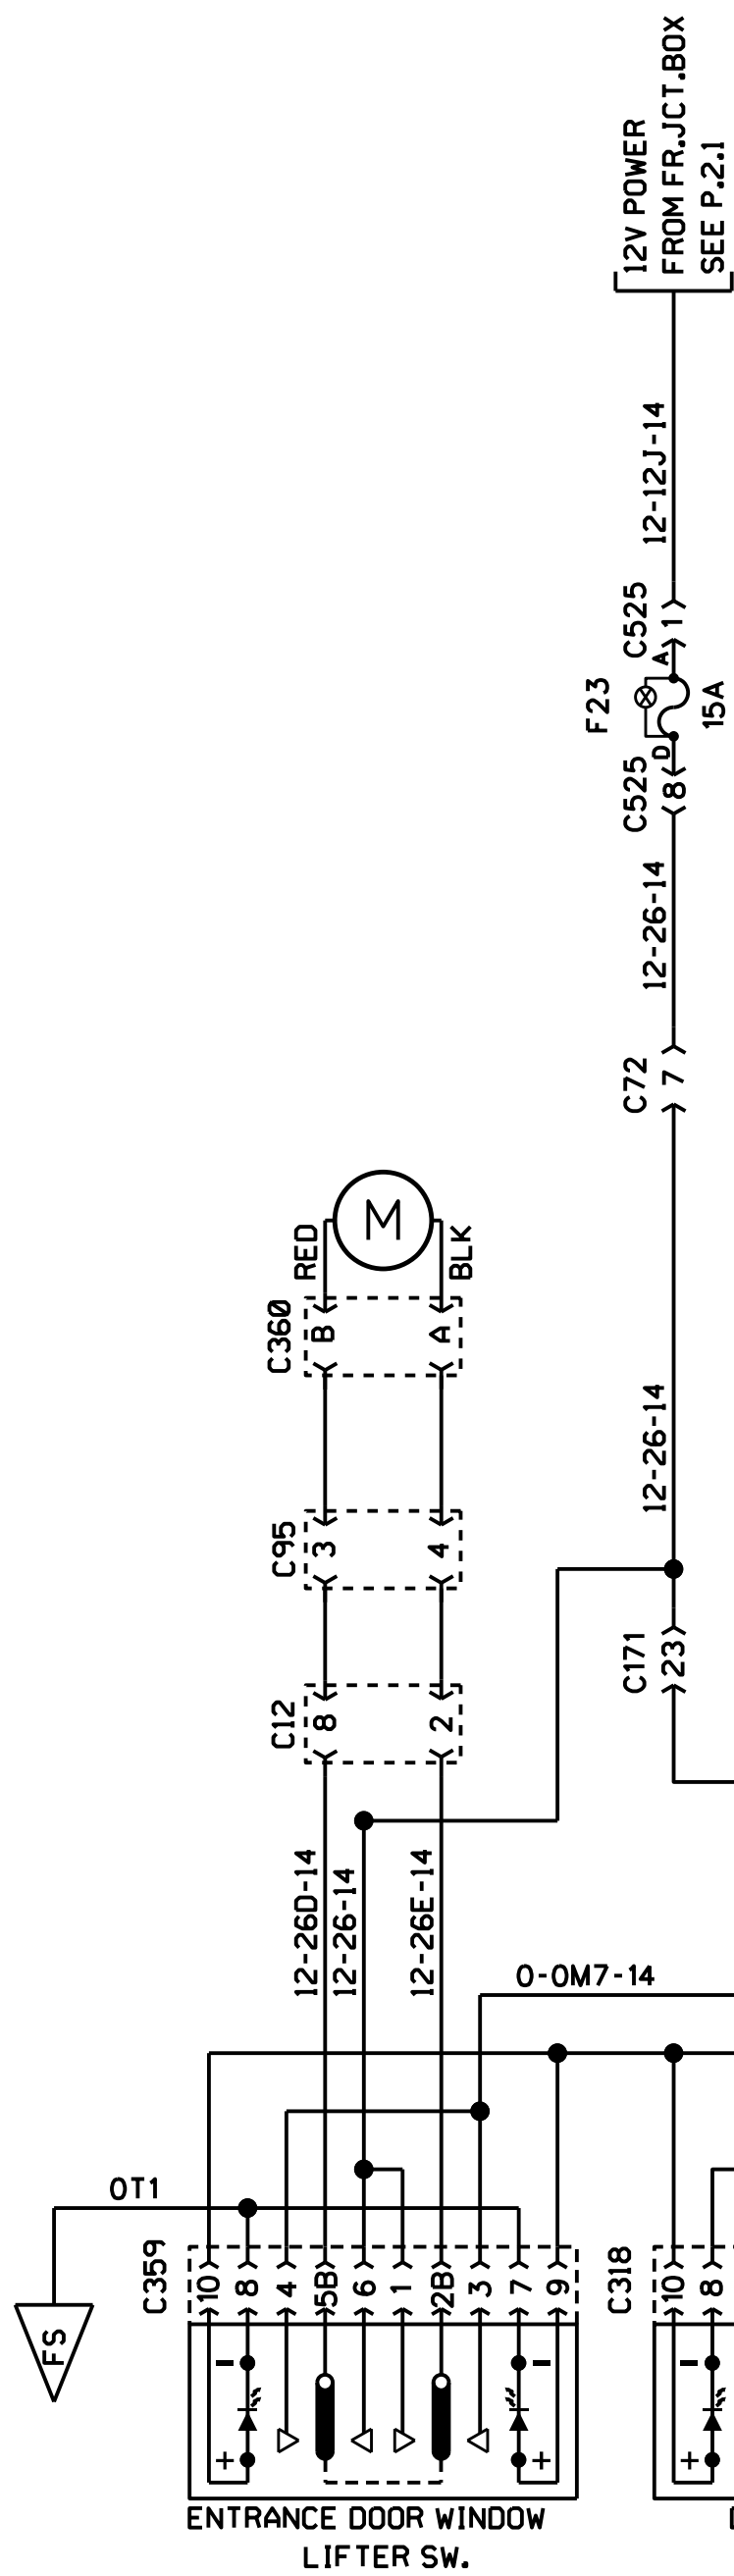 12V POWER
FROM FR.JCT.BOX
SEE P.2.1
12-12J-14
C525
1
A
F23
15A
D
C525
8
12-26-14
C72
7
M
RED
BLK
C360
B
A
12-26-14
C95
3
4
C171
23
C12
8
2
12-26D-14
12-26-14
12-26E-14
0-0M7-14
0T1
C359
10
8
4
5B
6
1
2B
3
7
9
C318
10
8
FS
- -
-
+ +
+
ENTRANCE DOOR WINDOW
LIFTER SW.